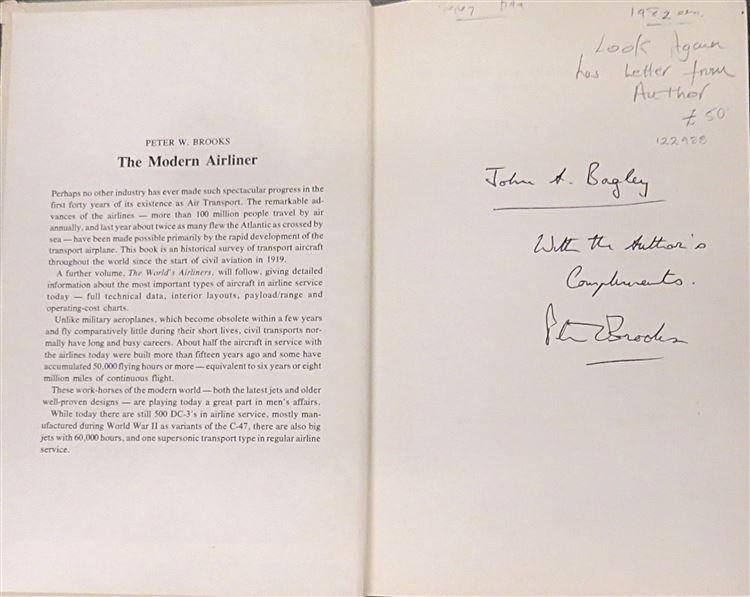 PETER W. BROOKS
The Modern Airliner
Perhaps no other industry has ever made such spectacular progress in the
first forty years of its existence as Air Transport. The remarkable ad-
vances of the airlines — more than 100 million people travel by air
annually, and last year about twice as many flew the Atlantic as crossed by
sea — have been made possible primarily by the rapid development of the
transport airplane. This book is an historical survey of transport aircraft
throughout the world since the start of civil aviation in 1919.
A further volume, The World's Airliners, will follow, giving detailed
information about the most important types of aircraft in airline service
today — full technical data, interior layouts, payload/range and
operating-cost charts.
Unlike military aeroplanes, which become obsolete within a few years
and fly comparatively little during their short lives, civil transports nor-
mally have long and busy careers. About half the aircraft in service with
the airlines today were built more than fifteen years ago and some have
accumulated 50,000 flying hours or more — equivalent to six years or eight
million miles of continuous flight.
These work-horses of the modern world — both the latest jets and older
well-proven designs — are playing today a great part in men's affairs.
While today there are still 500 DC-3's in airline service, mostly man-
ufactured during World War II as variants of the C-47, there are also big
jets with 60,000 hours, and one supersonic transport type in regular airline
service.
1982
Look Again
has letter from
Author
£50
122988
John A. Bagley
With the Author's
Compliments.
Peter Brooks